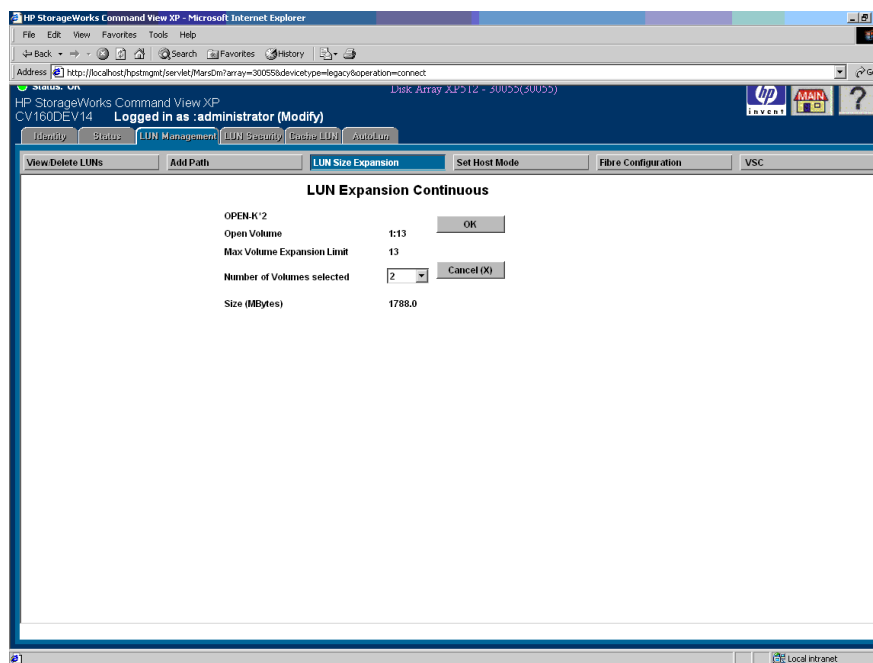 HP StorageWorks Command View XP - Microsoft Internet Explorer
File Edit View Favorites Tools Help
Back Search Favorites History
Address http://localhost/hpstmgmt/servlet/MarsDm?array=30055&devicetype=legacy&operation=connect
Status: OK Disk Array XP512 - 30055(30055)
HP StorageWorks Command View XP
CV160DEV14 Logged in as :administrator (Modify)
hp
invent
MAIN
?
Identity Status LUN Management LUN Security Cache LUN AutoLun
View/Delete LUNs Add Path LUN Size Expansion Set Host Mode Fibre Configuration VSC
LUN Expansion Continuous
OPEN-K*2
OK
Open Volume 1:13
Max Volume Expansion Limit 13
Number of Volumes selected 2 Cancel (X)
Size (MBytes) 1788.0
Local intranet